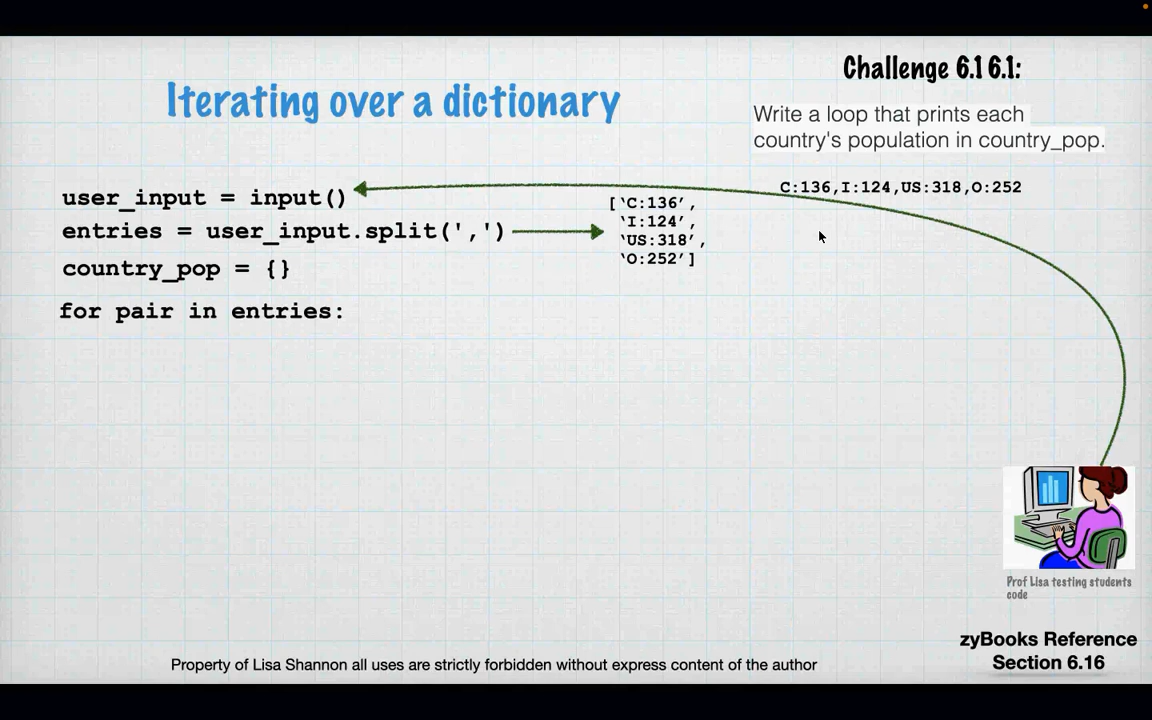 Challenge 6.1 6.1:
Iterating over a dictionary
Write a loop that prints each
country's population in country_pop.
C:136,I:124,US:318,O:252
user_input = input()
entries = user_input.split(',')
country_pop = {}
for pair in entries:
[‘C:136’,
‘I:124’,
‘US:318’,
‘O:252’]
Prof Lisa testing students
code
zyBooks Reference
Section 6.16
Property of Lisa Shannon all uses are strictly forbidden without express content of the author